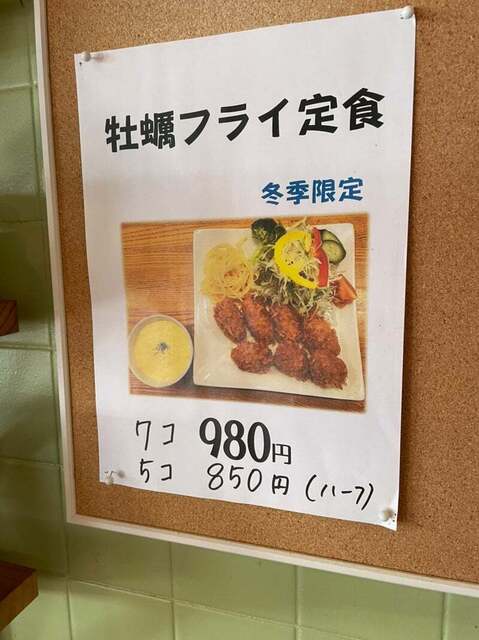 牡蠣フライ定食
冬季限定
7コ 980円
5コ 850円(ハーフ)